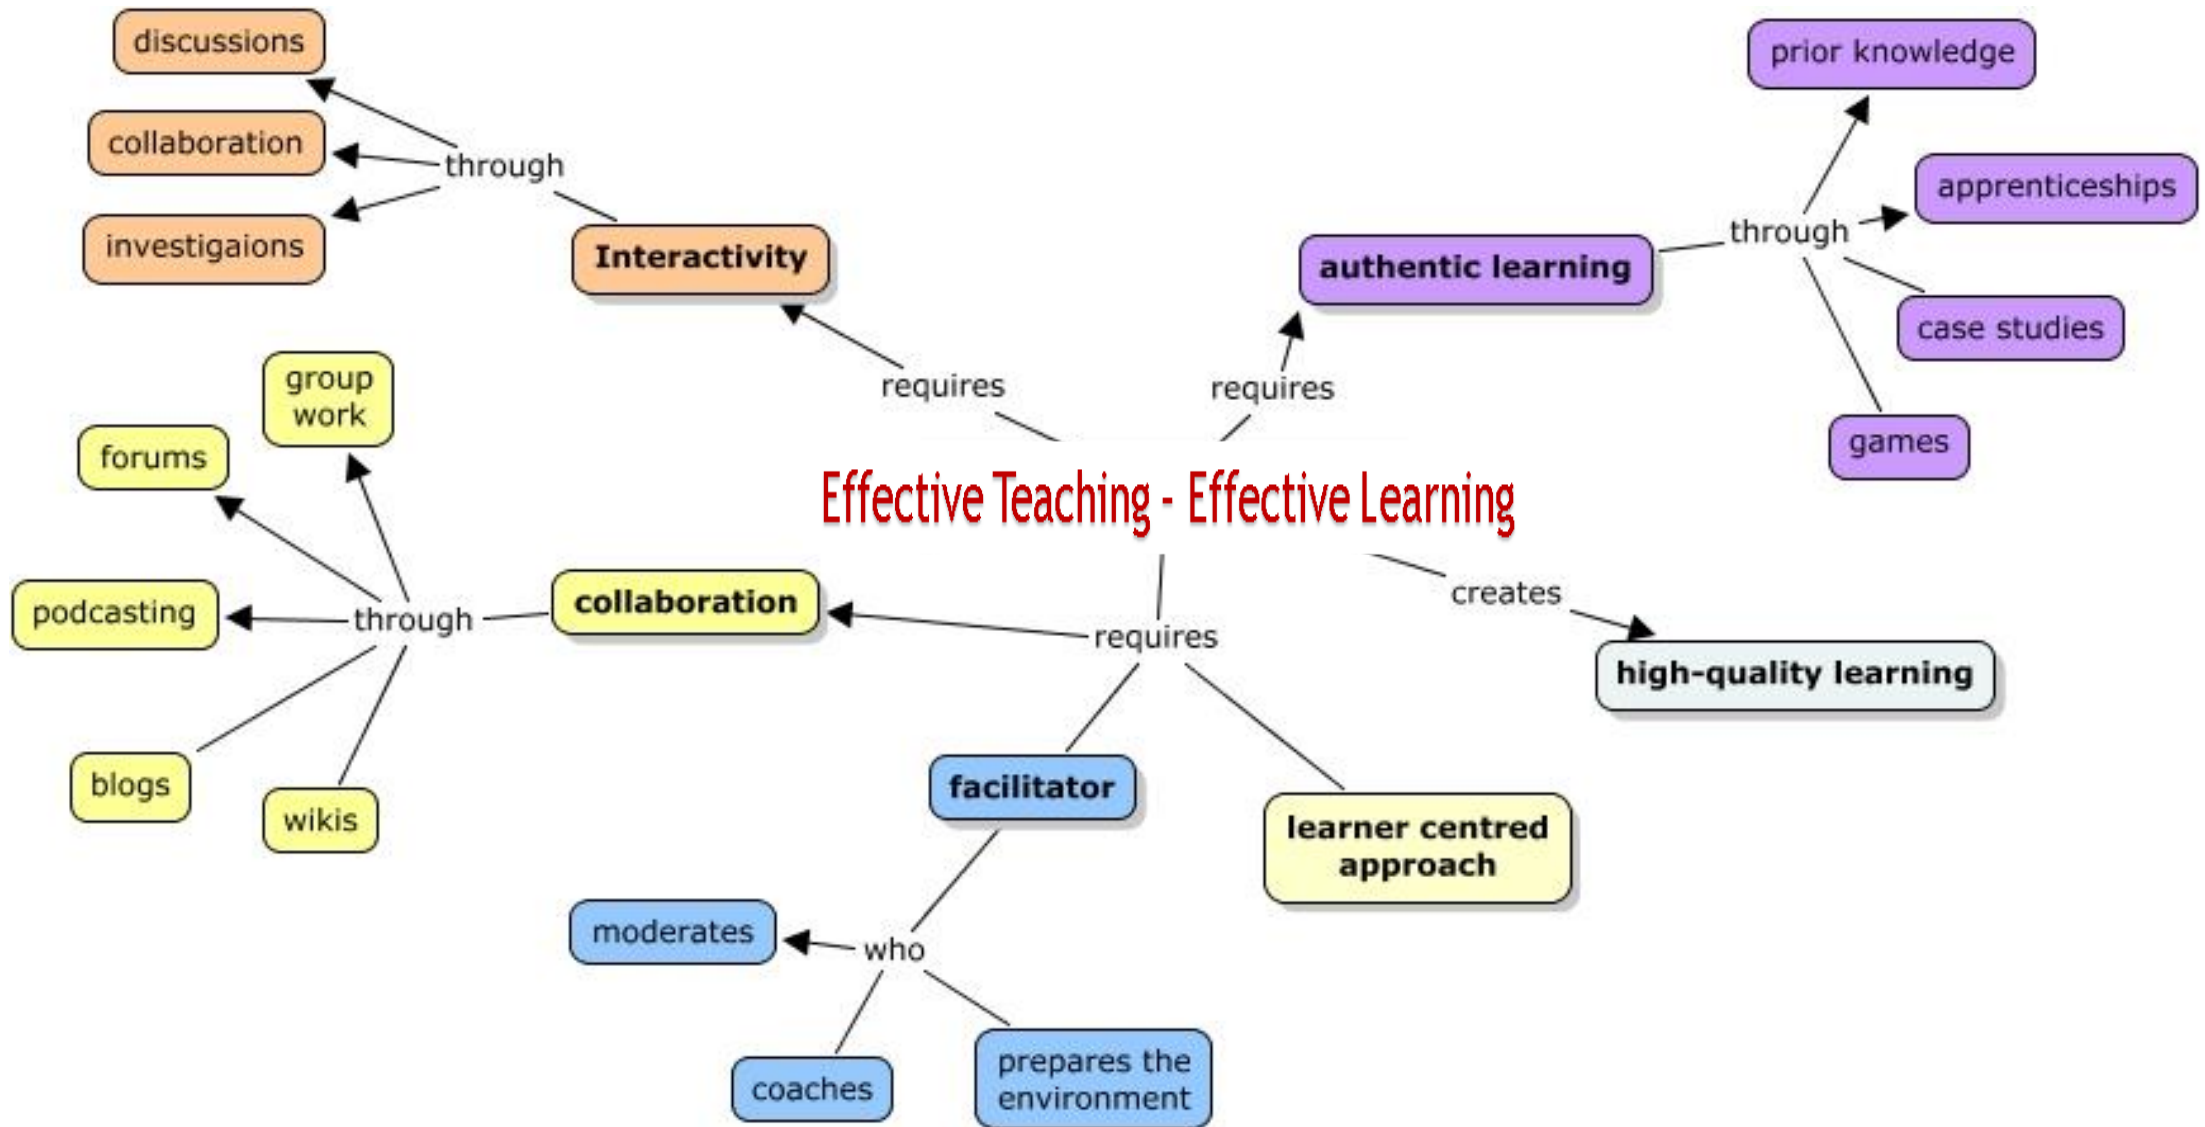 discussions
collaboration
investigaions
through
Interactivity
requires
prior knowledge
apprenticeships
through
authentic learning
case studies
games
requires
Effective Teaching - Effective Learning
group
work
forums
podcasting
through
blogs
wikis
collaboration
requires
creates
high-quality learning
facilitator
learner centred
approach
moderates
who
coaches
prepares the
environment